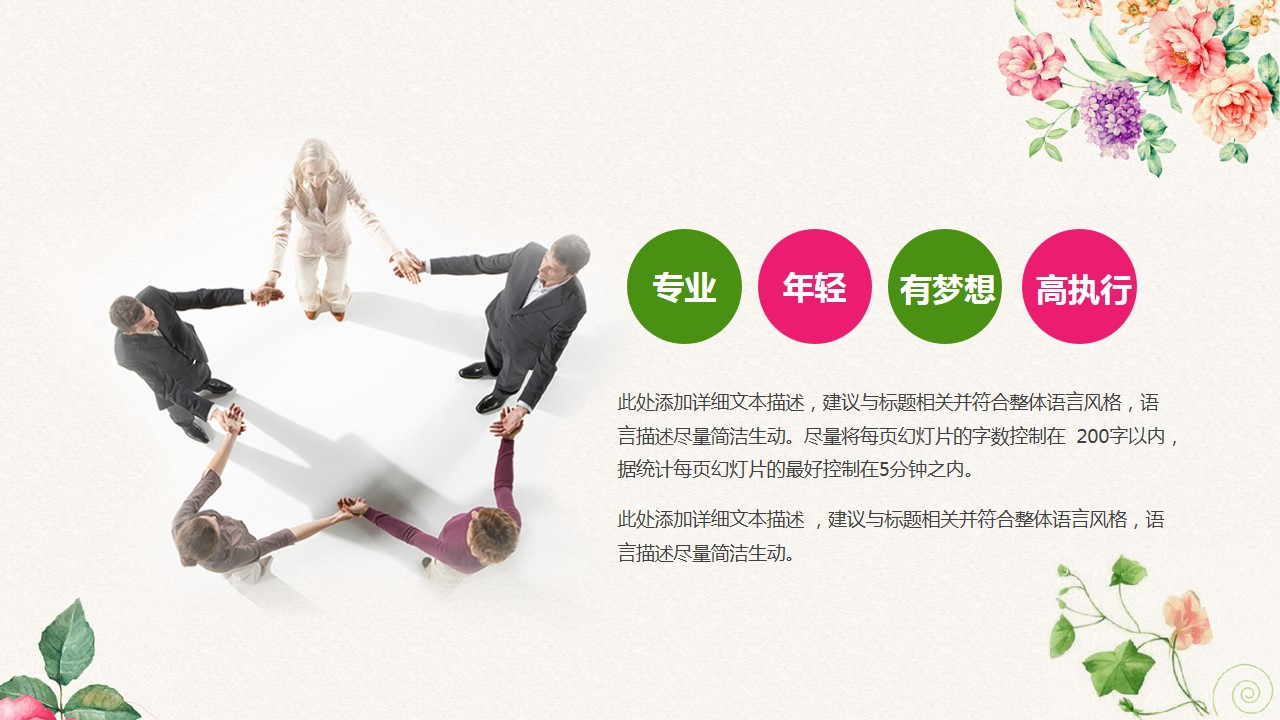 专业
年轻
有梦想
高执行
此处添加详细文本描述，建议与标题相关并符合整体语言风格，语
言描述尽量简洁生动。尽量将每页幻灯片的字数控制在 200字以内，
据统计每页幻灯片的最好控制在5分钟之内。
此处添加详细文本描述 ，建议与标题相关并符合整体语言风格，语
言描述尽量简洁生动。